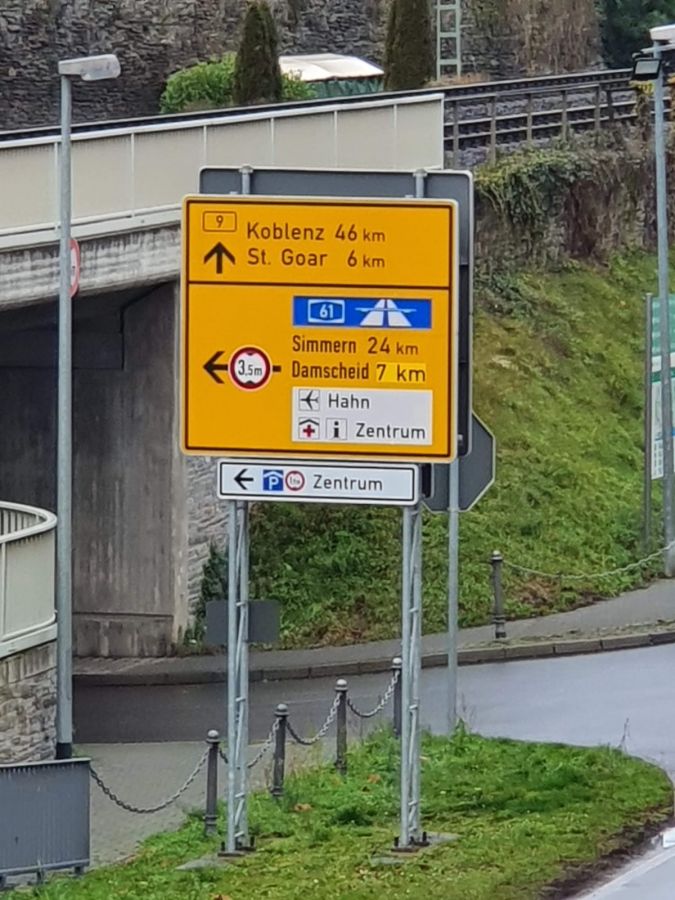 9
Koblenz 46 km
St. Goar 6 km
61
Simmern 24 km
3,5m
Damscheid 7 km
Hahn
i Zentrum
P Zentrum